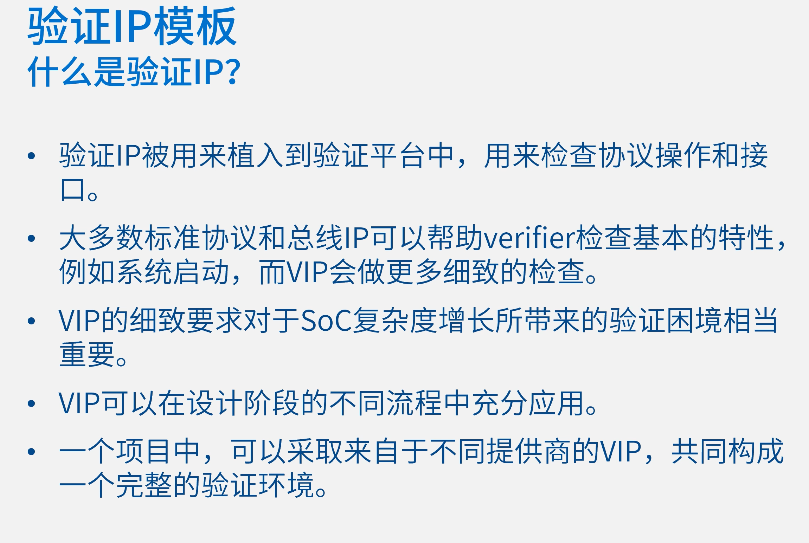 验证IP模板
什么是验证IP?
• 验证IP被用来植入到验证平台中，用来检查协议操作和接
口。
• 大多数标准协议和总线IP可以帮助verifier检查基本的特性，
例如系统启动，而VIP会做更多细致的检查。
• VIP的细致要求对于SoC复杂度增长所带来的验证困境相当
重要。
• VIP可以在设计阶段的不同流程中充分应用。
• 一个项目中，可以采取来自于不同提供商的VIP，共同构成
一个完整的验证环境。